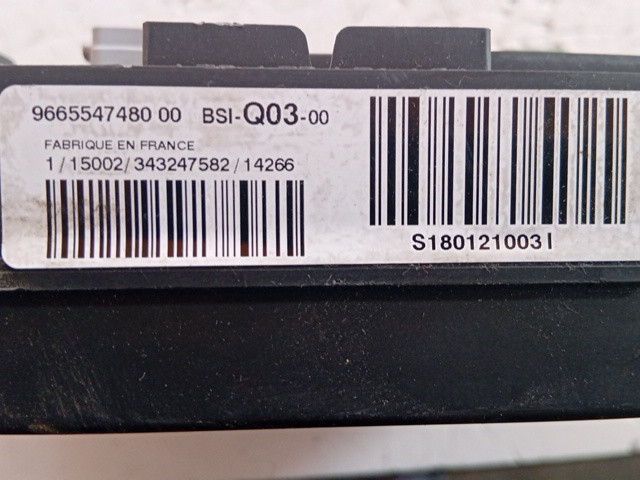 9665547480 00 BSI-Q03-00
FABRIQUE EN FRANCE
1/15002/343247582/14266
S180121003I